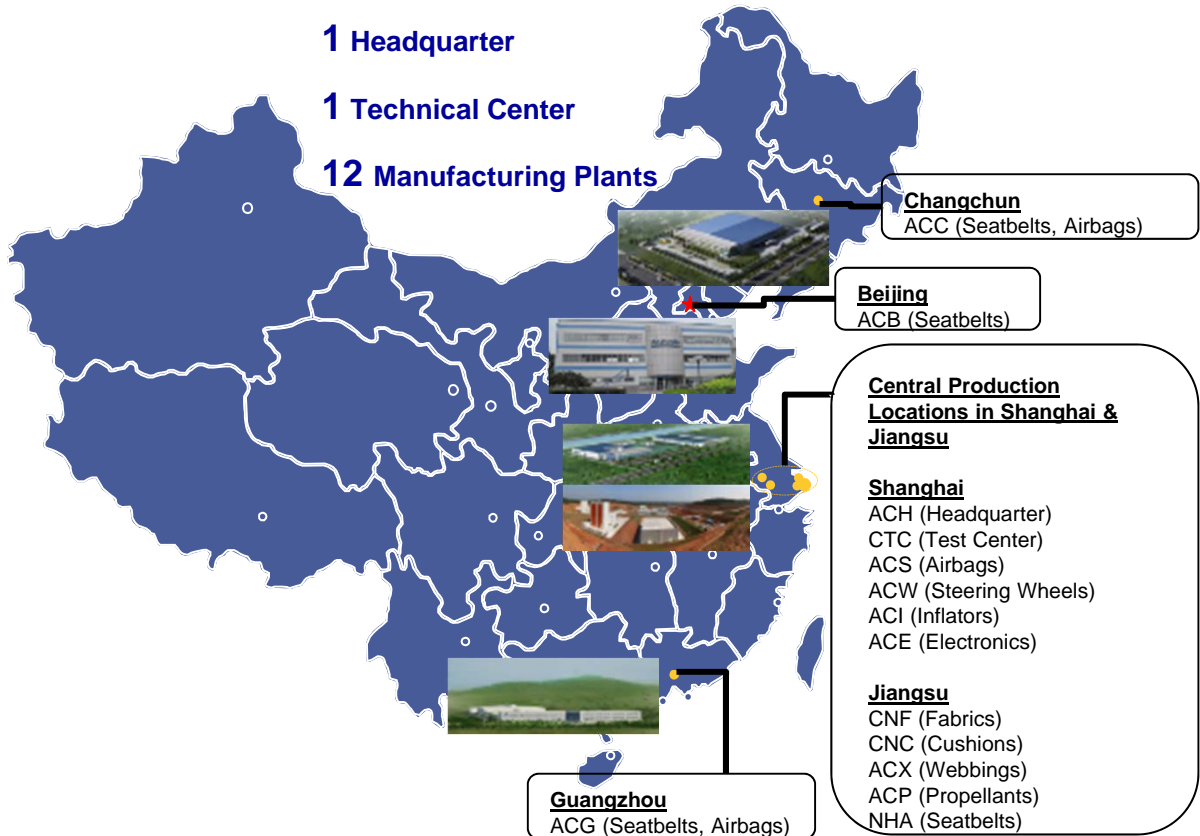 1 Headquarter
1 Technical Center
12 Manufacturing Plants
Changchun
ACC (Seatbelts, Airbags)
Beijing
ACB (Seatbelts)
Central Production
Locations in Shanghai &
Jiangsu
Shanghai
ACH (Headquarter)
CTC (Test Center)
ACS (Airbags)
ACW (Steering Wheels)
ACI (Inflators)
ACE (Electronics)
Jiangsu
CNF (Fabrics)
CNC (Cushions)
ACX (Webbings)
ACP (Propellants)
NHA (Seatbelts)
Guangzhou
ACG (Seatbelts, Airbags)